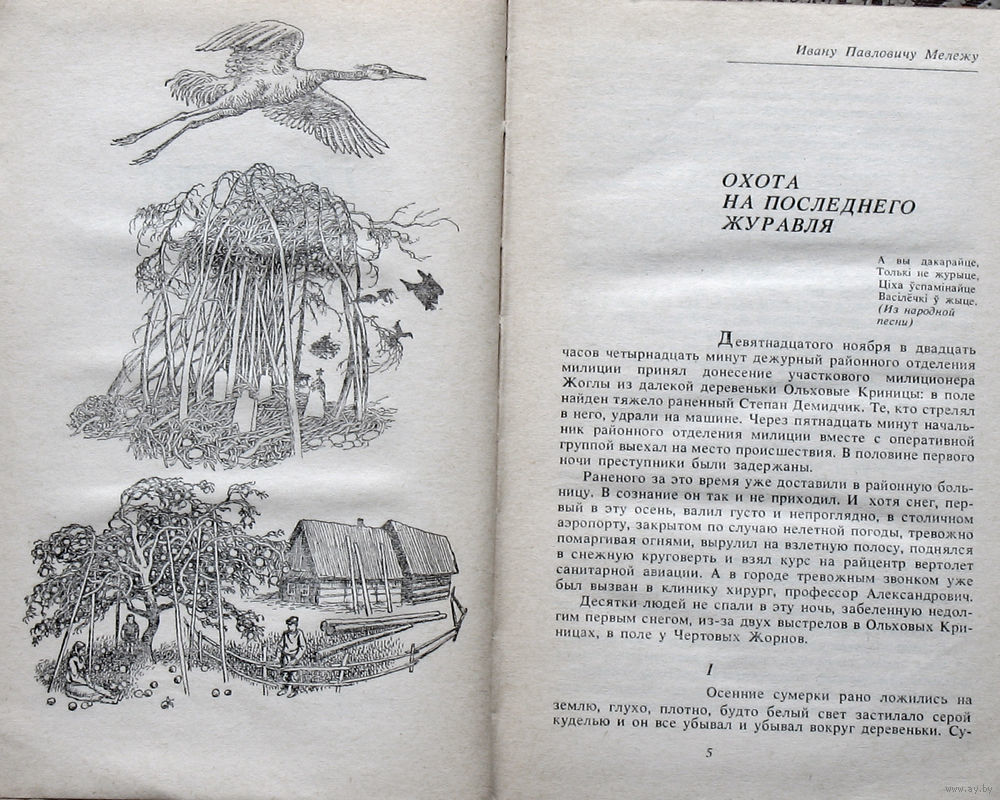 Ивану Павловичу Мележу
ОХОТА
НА ПОСЛЕДНЕГО
ЖУРАВЛЯ
А вы дакарайце,
Толькі не журыце,
Ціха ўспамінайце
Васілёчкі ў жыце.
(Из народной
песни)
Девятнадцатого ноября в двадцать
часов четырнадцать минут дежурный районного отделения
милиции принял донесение участкового милиционера
Жоглы из далекой деревеньки Ольховые Криницы: в поле
найден тяжело раненный Степан Демидчик. Те, кто стрелял
в него, удрали на машине. Через пятнадцать минут началь-
ник районного отделения милиции вместе с оперативной
группой выехал на место происшествия. В половине первого
ночи преступники были задержаны.
Раненого за это время уже доставили в районную боль-
ницу. В сознание он так и не приходил. И хотя снег, пер-
вый в эту осень, валил густо и непроглядно, в столичном
аэропорту, закрытом по случаю нелетной погоды, тревожно
помаргивая огнями, вырулил на взлетную полосу, поднялся
в снежную круговерть и взял курс на райцентр вертолет
санитарной авиации. А в городе тревожным звонком уже
был вызван в клинику хирург, профессор Александрович.
Десятки людей не спали в эту ночь, забеленную недол-
гим первым снегом, из-за двух выстрелов в Ольховых Кри-
ницах, в поле у Чертовых Жорнов.
I
Осенние сумерки рано ложились на
землю, глухо, плотно, будто белый свет застилало серой
куделью и он все убывал и убывал вокруг деревеньки. Су-
5
www.ay.by